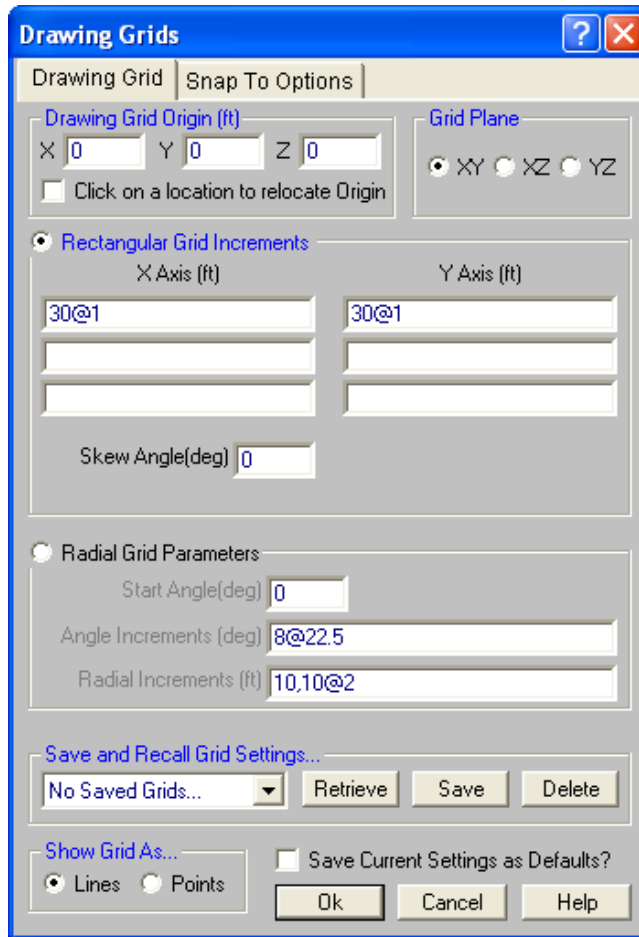 Drawing Grids
Drawing Grid Snap To Options
Drawing Grid Origin (ft) Grid Plane
X 0 Y 0 Z 0
XY XZ YZ
Click on a location to relocate Origin
Rectangular Grid Increments
X Axis (ft) Y Axis (ft)
30@1 30@1
Skew Angle(deg) 0
Radial Grid Parameters
Start Angle(deg) 0
Angle Increments (deg) 8@22.5
Radial Increments (ft) 10,10@2
Save and Recall Grid Settings...
No Saved Grids... Retrieve Save Delete
Show Grid As... Save Current Settings as Defaults?
Lines Points Ok Cancel Help